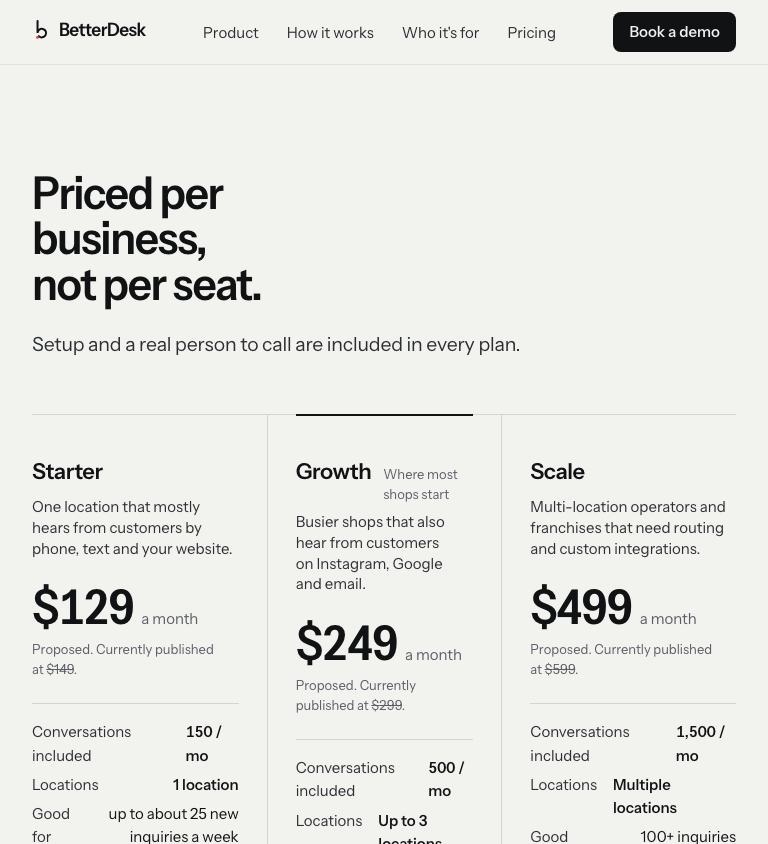 BetterDesk
Product
How it works
Who it's for
Pricing
Book a demo
Priced per
business,
not per seat.
Setup and a real person to call are included in every plan.
Starter
One location that mostly
hears from customers by
phone, text and your website.
$129 a month
Proposed. Currently published
at $149.
Conversations
included
150 /
mo
Locations
1 location
Good
for
up to about 25 new
inquiries a week
Growth
Where most
shops start
Busier shops that also
hear from customers
on Instagram, Google
and email.
$249 a month
Proposed. Currently
published at $299.
Conversations
included
500 /
mo
Locations
Up to 3
locations
Scale
Multi-location operators and
franchises that need routing
and custom integrations.
$499 a month
Proposed. Currently published
at $599.
Conversations
included
1,500 /
mo
Locations
Multiple
locations
Good
100+ inquiries